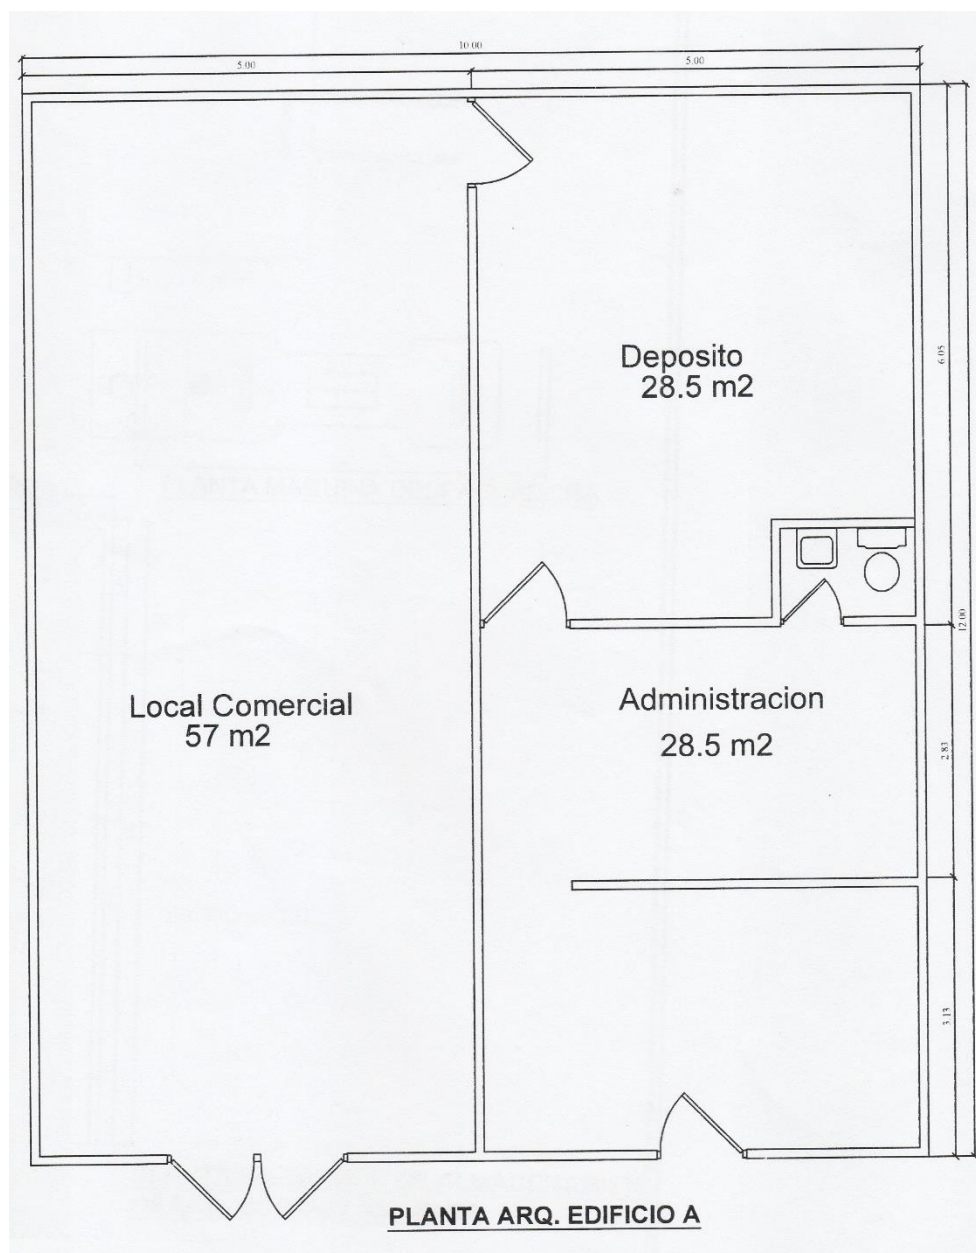 10.00
5.00
5.00
6.05
Deposito
28.5 m2
12.00
Local Comercial
57 m2
Administracion
28.5 m2
2.83
3.13
PLANTA ARQ. EDIFICIO A